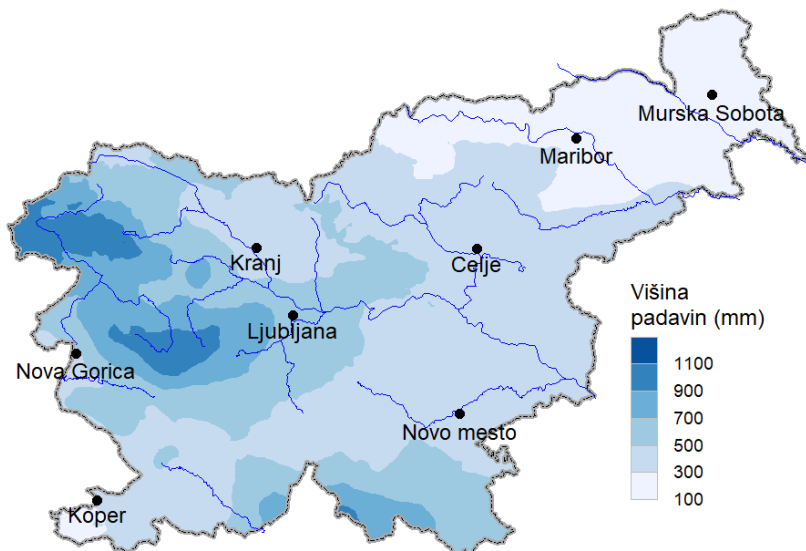 Murska Sobota
Maribor
Kranj
Celje
Ljubljana
Nova Gorica
Novo mesto
Koper
Višina
padavin (mm)
1100
900
700
500
300
100